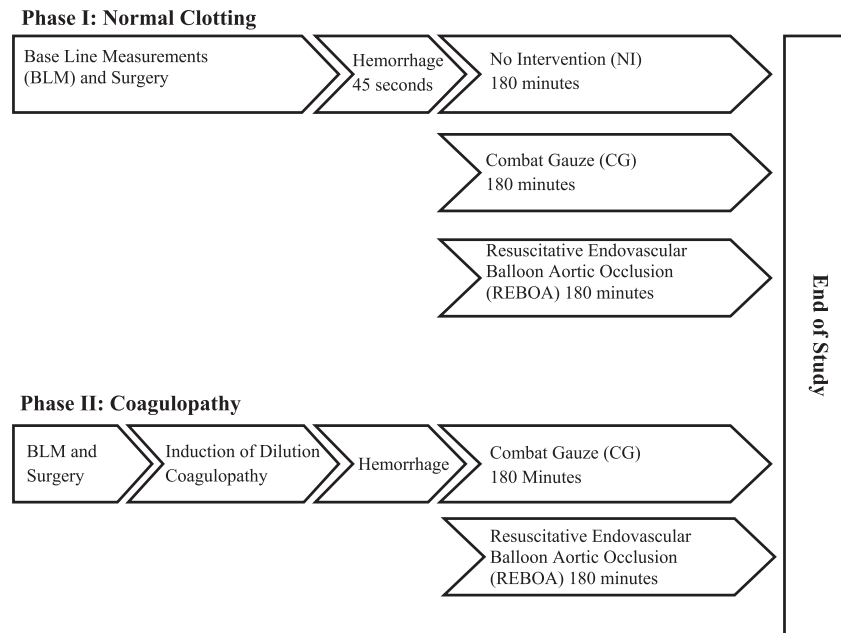 Phase I: Normal Clotting
Base Line Measurements
(BLM) and Surgery
Hemorrhage
45 seconds
No Intervention (NI)
180 minutes
Combat Gauze (CG)
180 minutes
Resuscitative Endovascular
Balloon Aortic Occlusion
(REBOA) 180 minutes
End of Study
Phase II: Coagulopathy
BLM and
Surgery
Induction of Dilution
Coagulopathy
Hemorrhage
Combat Gauze (CG)
180 Minutes
Resuscitative Endovascular
Balloon Aortic Occlusion
(REBOA) 180 minutes